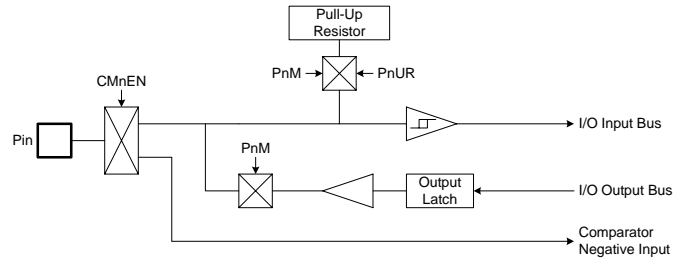 Pull-Up
Resistor
PnM
PnUR
CMnEN
Pin
I/O Input Bus
PnM
Output
Latch
I/O Output Bus
Comparator
Negative Input